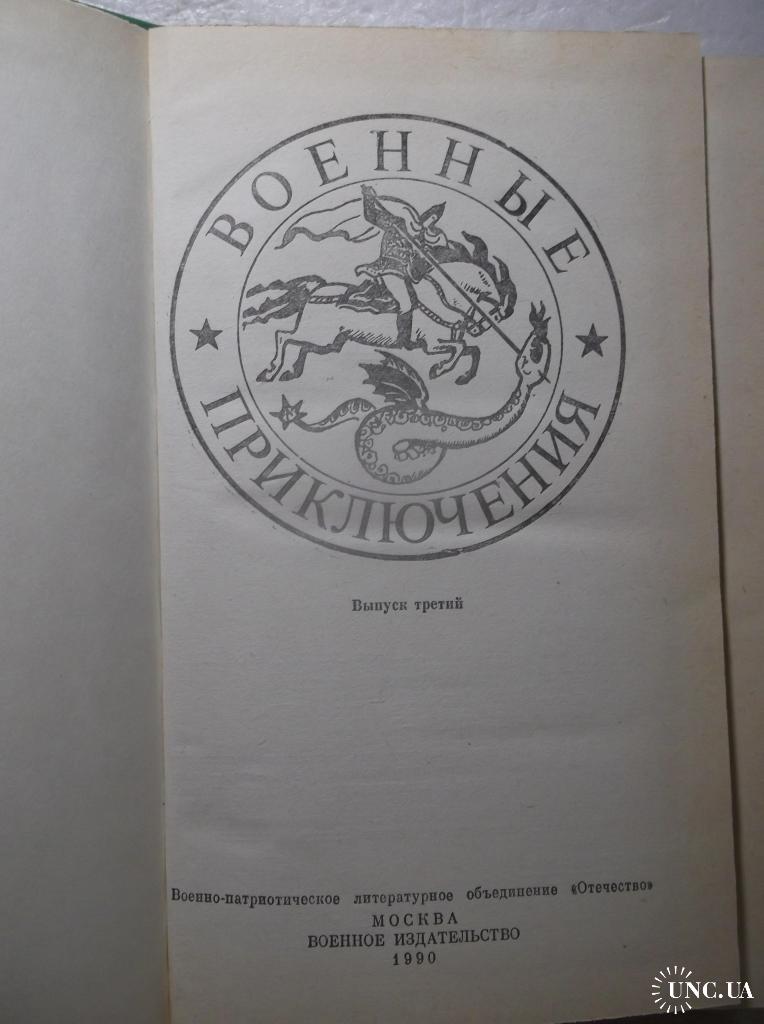 ВОЕННЫЕ
ПРИКЛЮЧЕНИЯ
Выпуск третий
Военно-патриотическое литературное объединение «Отечество»
МОСКВА
ВОЕННОЕ ИЗДАТЕЛЬСТВО
1990
UNC.UA